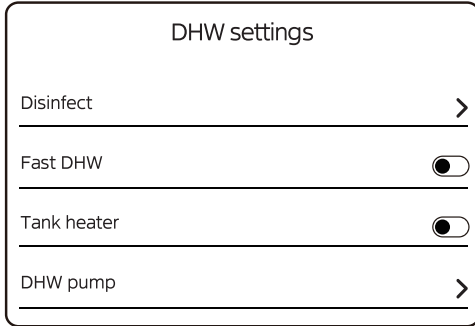 DHW settings
Disinfect
Fast DHW
Tank heater
DHW pump